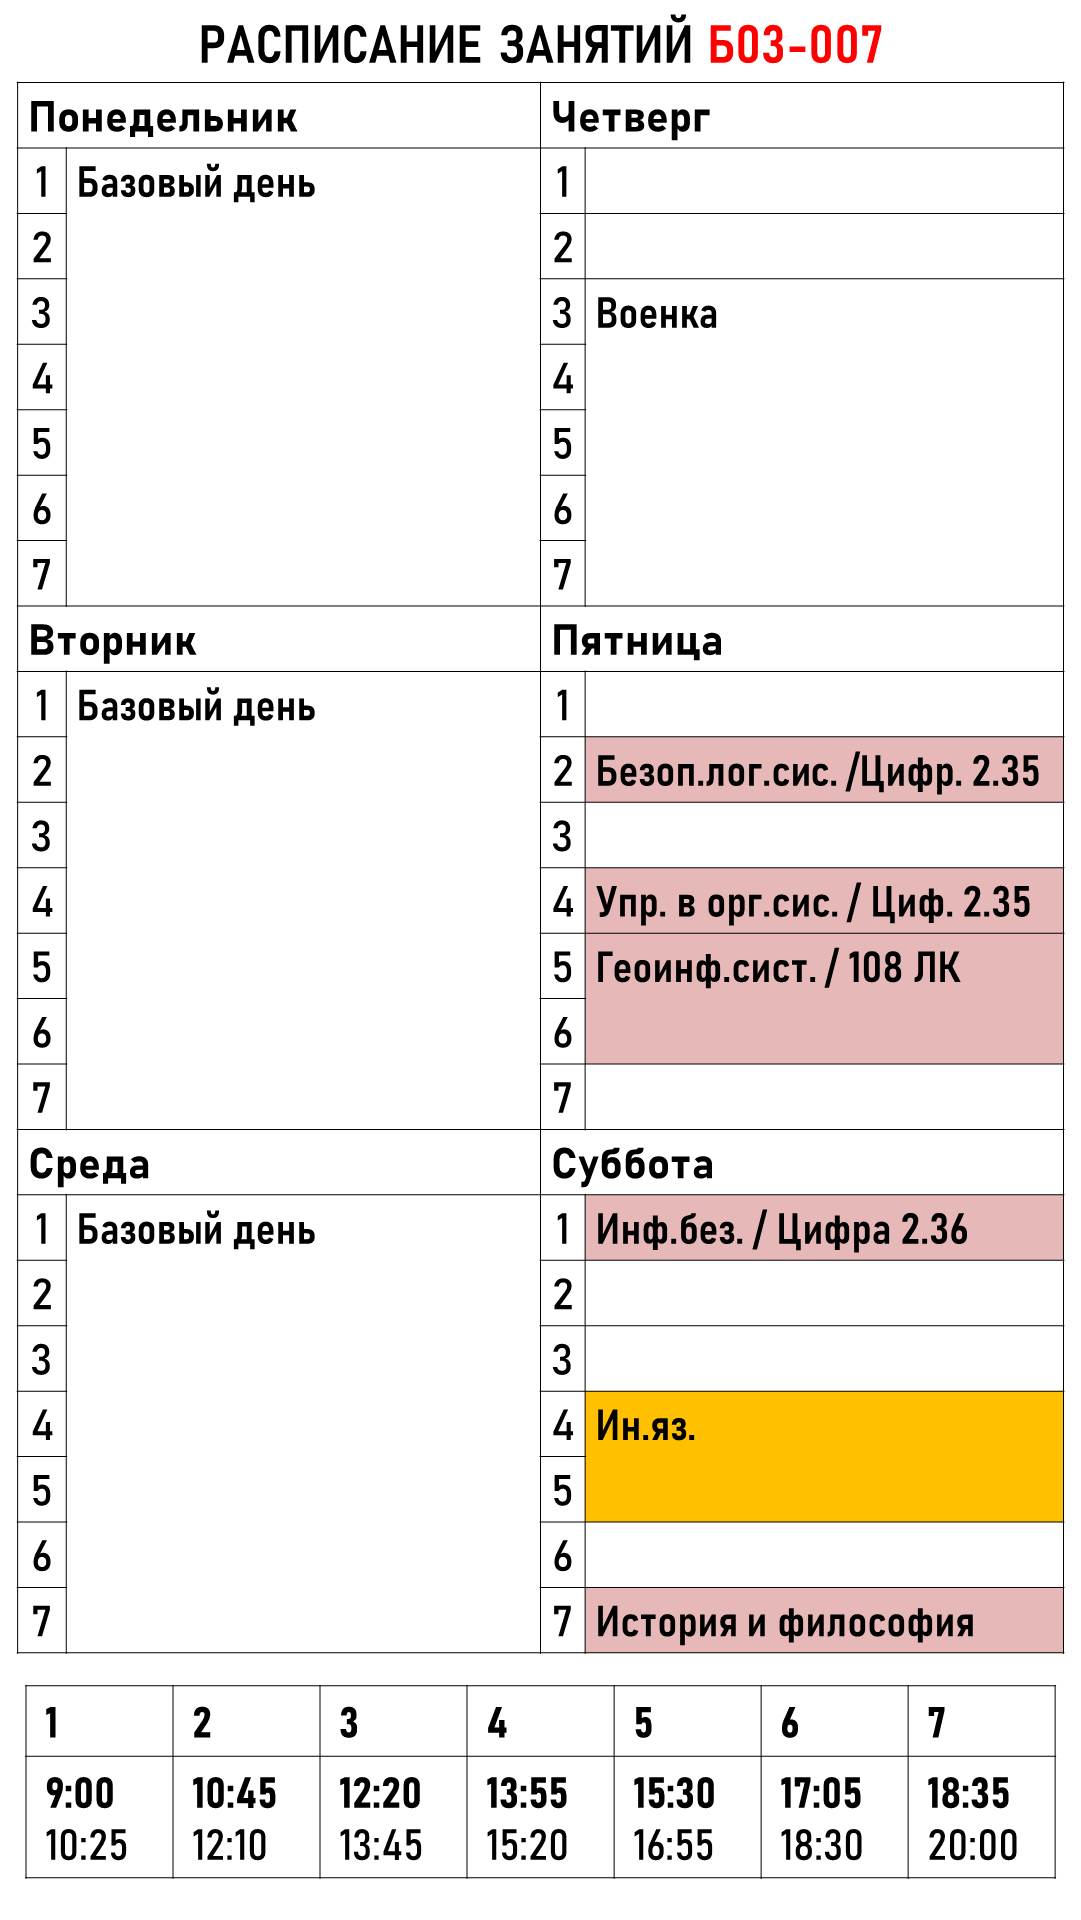 РАСПИСАНИЕ ЗАНЯТИЙ Б03-007
Понедельник
1 Базовый день
2
3
4
5
6
7
Вторник
1 Базовый день
2
3
4
5
6
7
Среда
1 Базовый день
2
3
4
5
6
7
Четверг
1
2
3 Военка
4
5
6
7
Пятница
1
2 Безоп.лог.сис. /Цифр. 2.35
3
4 Упр. в орг.сис. / Циф. 2.35
5 Геоинф.сист. / 108 ЛК
6
7
Суббота
1 Инф.без. / Цифра 2.36
2
3
4 Ин.яз.
5
6
7 История и философия
1 2 3 4 5 6 7
9:00 10:45 12:20 13:55 15:30 17:05 18:35
10:25 12:10 13:45 15:20 16:55 18:30 20:00